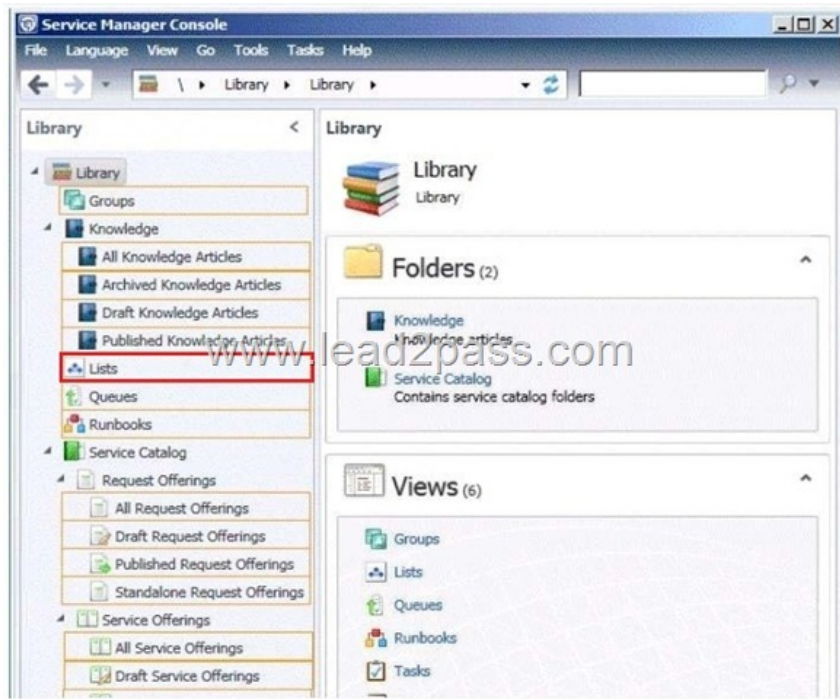 Service Manager Console
File Language View Go Tools Tasks Help
\ Library Library
Library <
Library
Groups
Knowledge
All Knowledge Articles
Archived Knowledge Articles
Draft Knowledge Articles
Published Knowledge Articles
Lists
Queues
Runbooks
Service Catalog
Request Offerings
All Request Offerings
Draft Request Offerings
Published Request Offerings
Standalone Request Offerings
Service Offerings
All Service Offerings
Draft Service Offerings
Library
Library
Library
Folders (2)
Knowledge
Knowledge articles
Service Catalog
Contains service catalog folders
Views (6)
Groups
Lists
Queues
Runbooks
Tasks
www.lead2pass.com